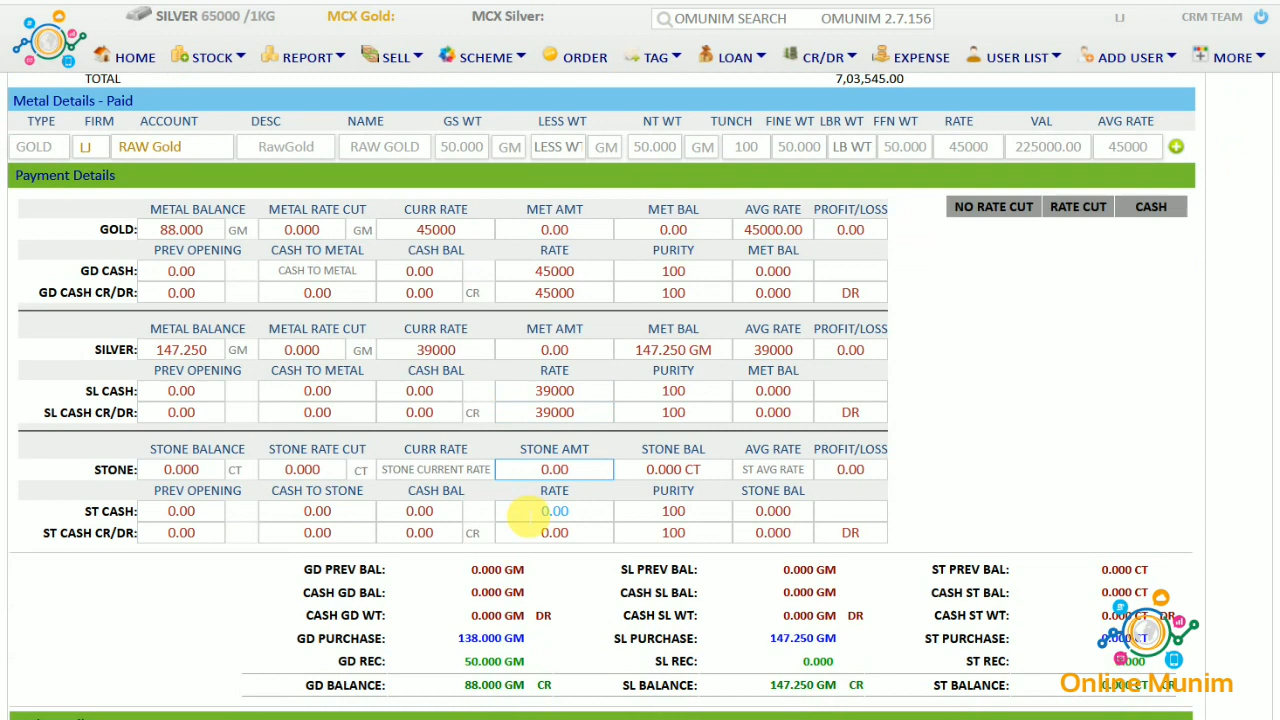 SILVER 65000 /1KG MCX Gold: MCX Silver: OMUNIM SEARCH OMUNIM 2.7.156 LJ CRM TEAM
HOME STOCK REPORT SELL SCHEME ORDER TAG LOAN CR/DR EXPENSE USER LIST ADD USER MORE
TOTAL 7,03,545.00
Metal Details - Paid
TYPE FIRM ACCOUNT DESC NAME GS WT LESS WT NT WT TUNCH FINE WT LBR WT FFN WT RATE VAL AVG RATE
GOLD LJ RAW Gold RawGold RAW GOLD 50.000 GM LESS WT GM 50.000 GM 100 50.000 LB WT 50.000 45000 225000.00 45000
Payment Details
NO RATE CUT RATE CUT CASH
METAL BALANCE METAL RATE CUT CURR RATE MET AMT MET BAL AVG RATE PROFIT/LOSS
GOLD: 88.000 GM 0.000 GM 45000 0.00 0.00 45000.00 0.00
PREV OPENING CASH TO METAL CASH BAL RATE PURITY MET BAL
GD CASH: 0.00 CASH TO METAL 0.00 45000 100 0.000
GD CASH CR/DR: 0.00 0.00 0.00 CR 45000 100 0.000 DR
METAL BALANCE METAL RATE CUT CURR RATE MET AMT MET BAL AVG RATE PROFIT/LOSS
SILVER: 147.250 GM 0.000 GM 39000 0.00 147.250 GM 39000 0.00
PREV OPENING CASH TO METAL CASH BAL RATE PURITY MET BAL
SL CASH: 0.00 0.00 0.00 39000 100 0.000
SL CASH CR/DR: 0.00 0.00 0.00 CR 39000 100 0.000 DR
STONE BALANCE STONE RATE CUT CURR RATE STONE AMT STONE BAL AVG RATE PROFIT/LOSS
STONE: 0.000 CT 0.000 CT STONE CURRENT RATE 0.00 0.000 CT ST AVG RATE 0.00
PREV OPENING CASH TO STONE CASH BAL RATE PURITY STONE BAL
ST CASH: 0.00 0.00 0.00 0.00 100 0.000
ST CASH CR/DR: 0.00 0.00 0.00 CR 0.00 100 0.000 DR
GD PREV BAL: 0.000 GM SL PREV BAL: 0.000 GM ST PREV BAL: 0.000 CT
CASH GD BAL: 0.000 GM CASH SL BAL: 0.000 GM CASH ST BAL: 0.000 CT
CASH GD WT: 0.000 GM DR CASH SL WT: 0.000 GM DR CASH ST WT: DR
GD PURCHASE: 138.000 GM SL PURCHASE: 147.250 GM ST PURCHASE:
GD REC: 50.000 GM SL REC: 0.000 ST REC:
GD BALANCE: 88.000 GM CR SL BALANCE: 147.250 GM CR ST BALANCE:
Online Munim